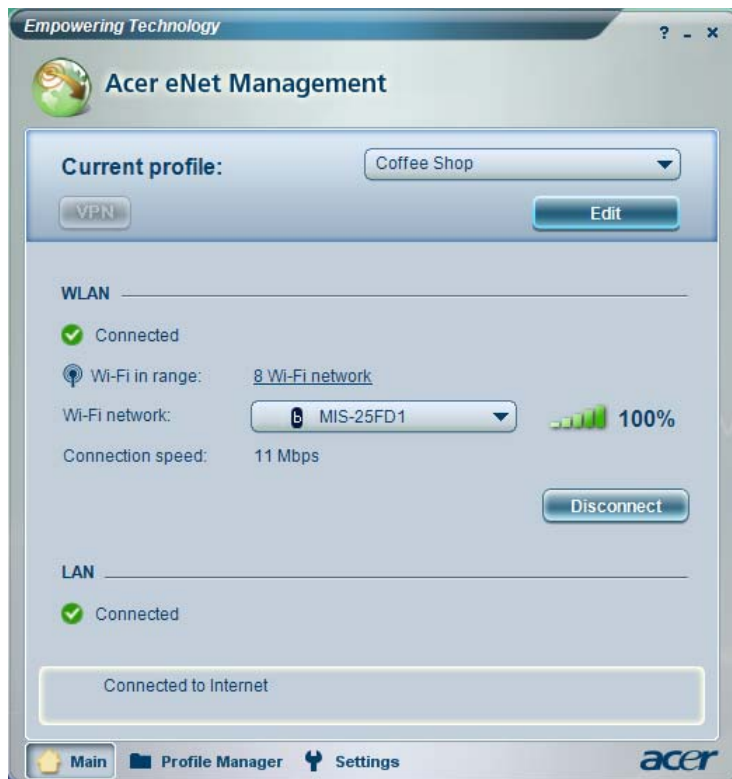 Empowering Technology
? - x
Acer eNet Management
Current profile: Coffee Shop
VPN Edit
WLAN
Connected
Wi-Fi in range: 8 Wi-Fi network
Wi-Fi network: b MIS-25FD1 100%
Connection speed: 11 Mbps
Disconnect
LAN
Connected
Connected to Internet
Main Profile Manager Settings acer